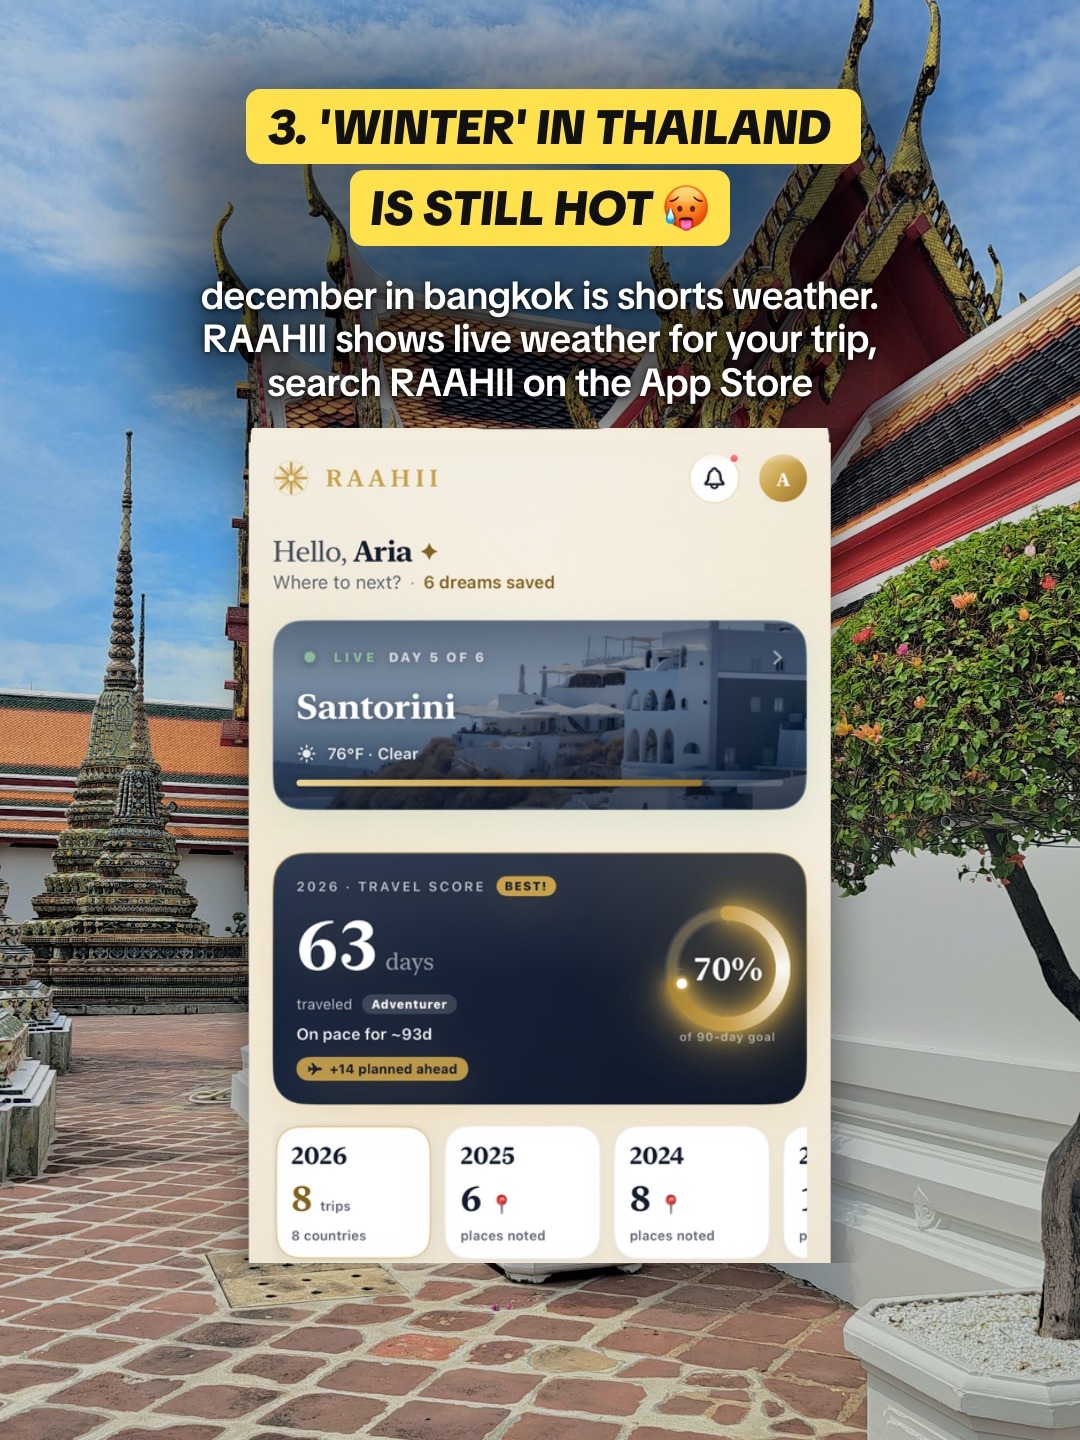 3. 'WINTER' IN THAILAND
IS STILL HOT 🥵
december in bangkok is shorts weather.
RAAHII shows live weather for your trip,
search RAAHII on the App Store
RAAHII
A
Hello, Aria ✦
Where to next? · 6 dreams saved
LIVE DAY 5 OF 6
Santorini
76°F · Clear
2026 · TRAVEL SCORE BEST!
63 days
70%
traveled Adventurer
of 90-day goal
On pace for ~93d
+14 planned ahead
2026
8 trips
8 countries
2025
6 📍
places noted
2024
8 📍
places noted